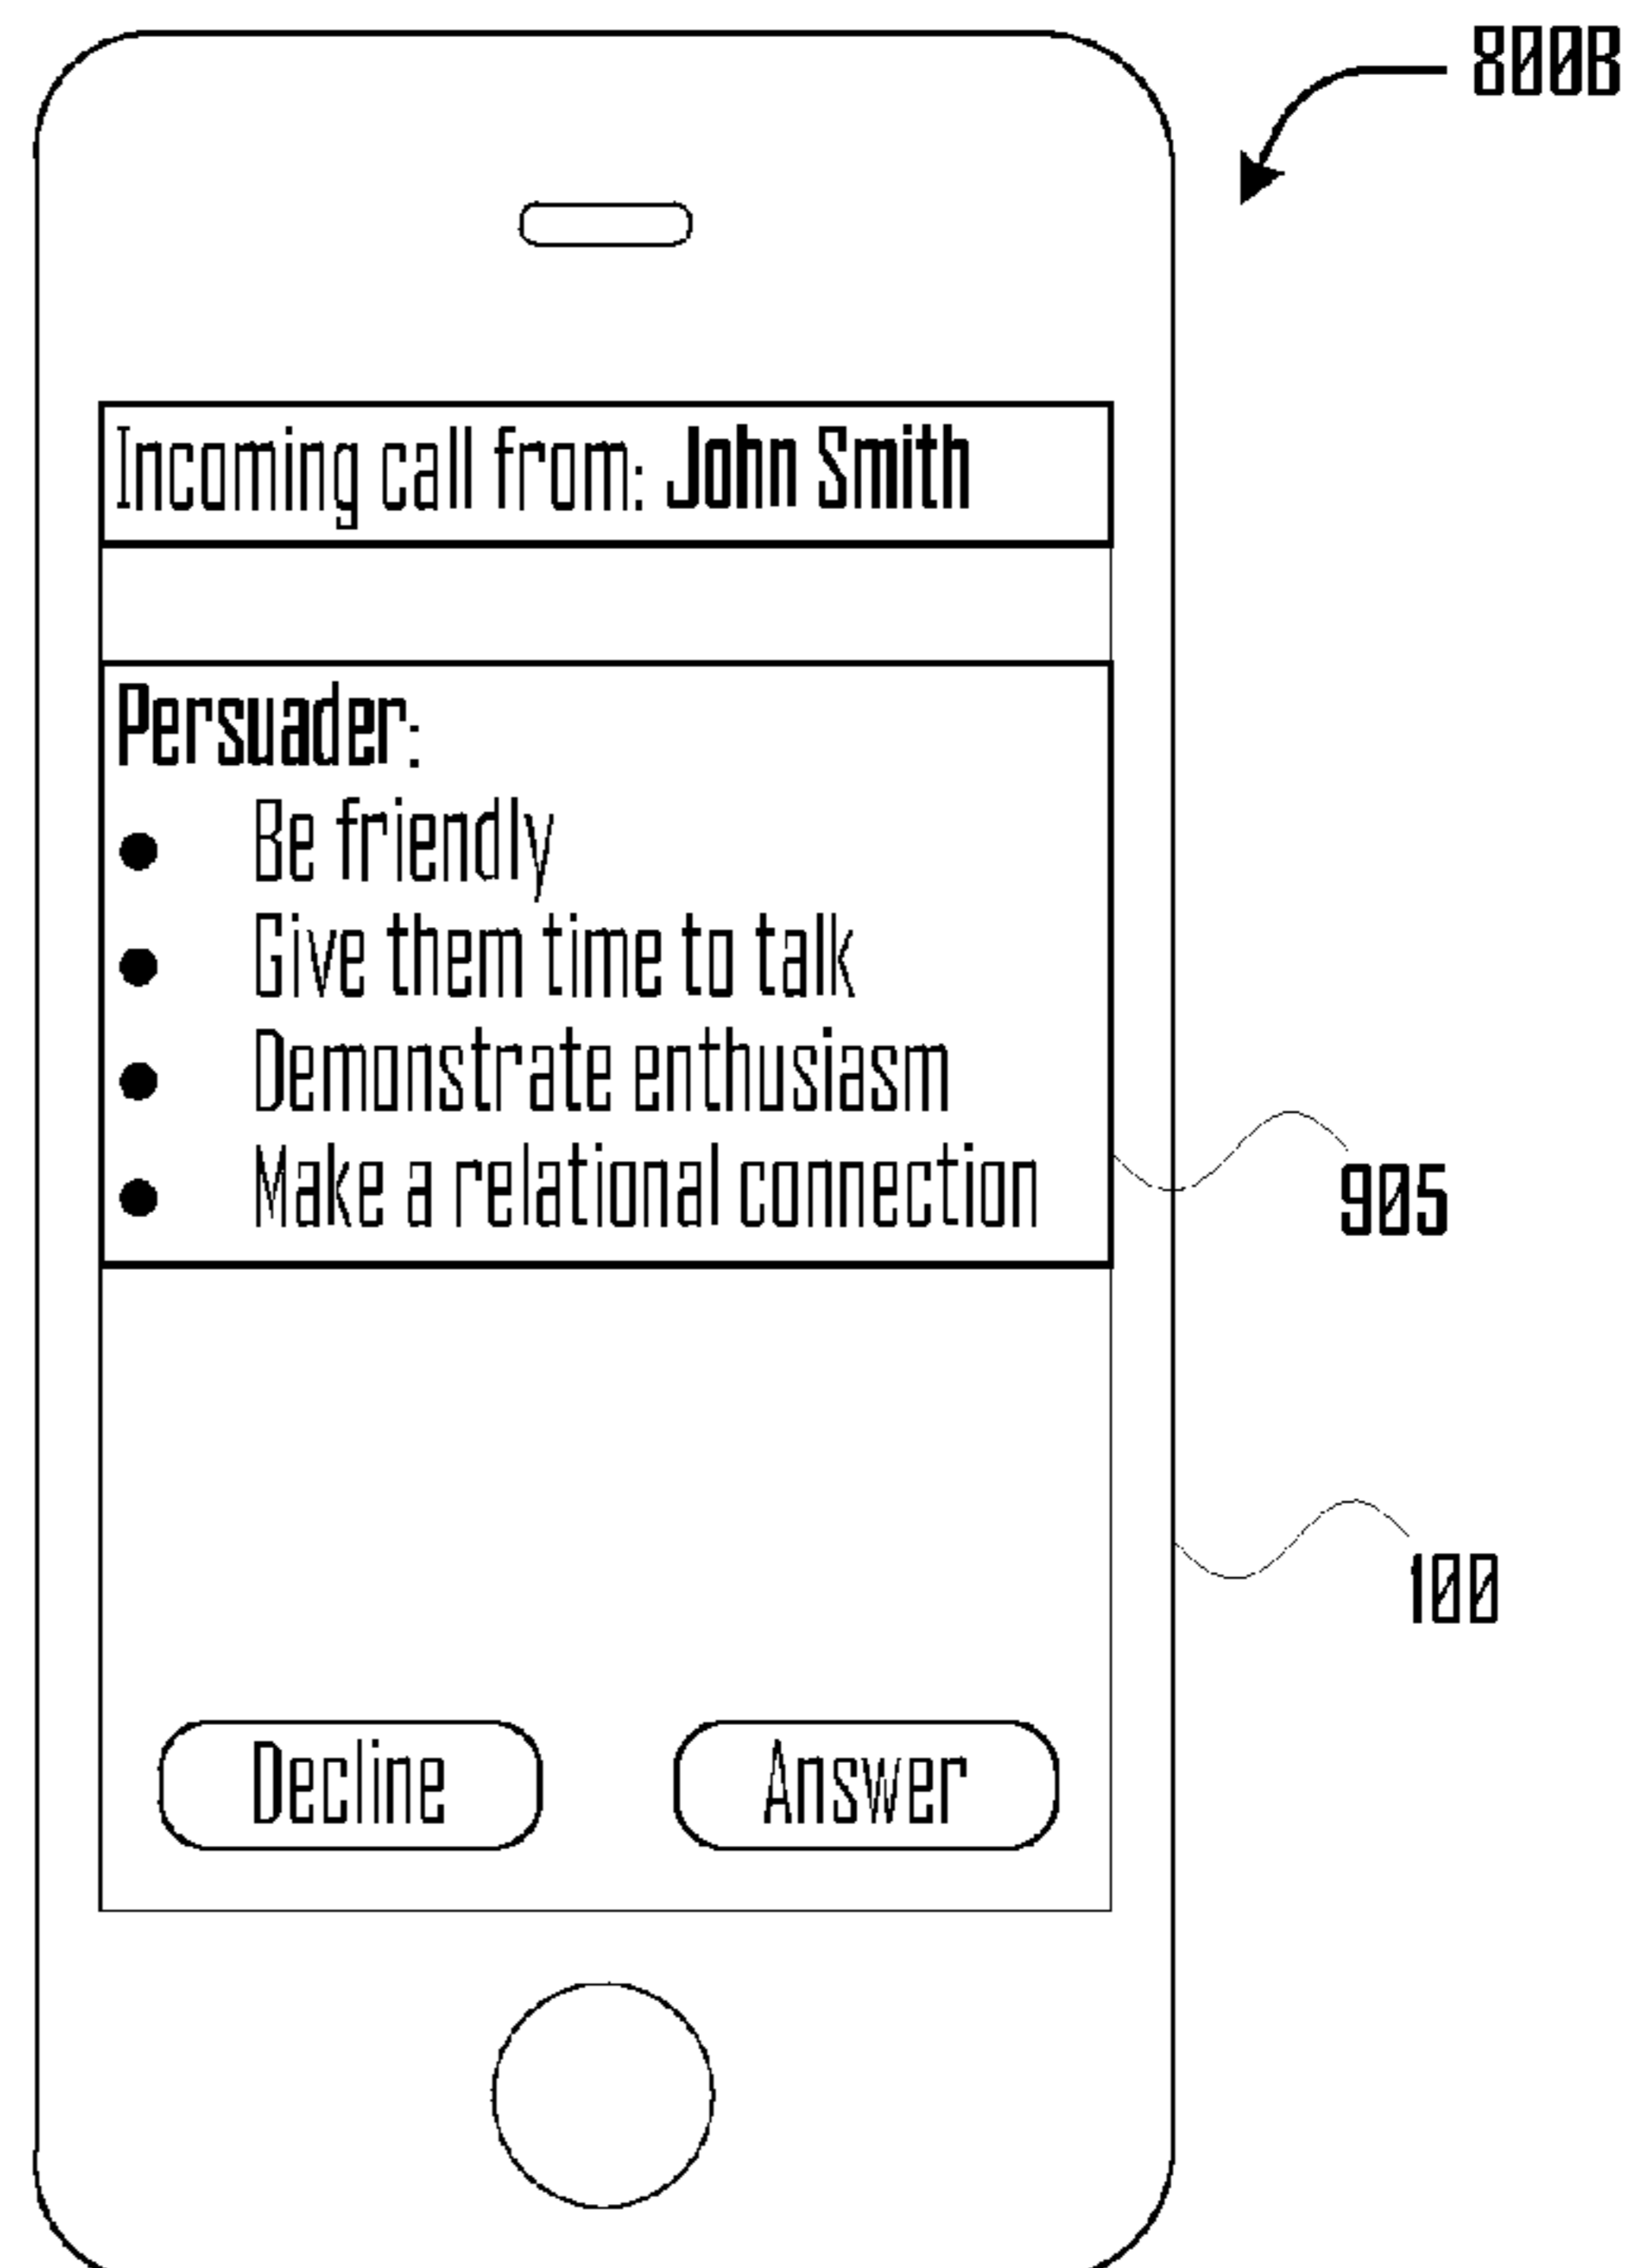 800B
Incoming call from: John Smith
Persuader:
● Be friendly
● Give them time to talk
● Demonstrate enthusiasm
● Make a relational connection
905
100
Decline Answer